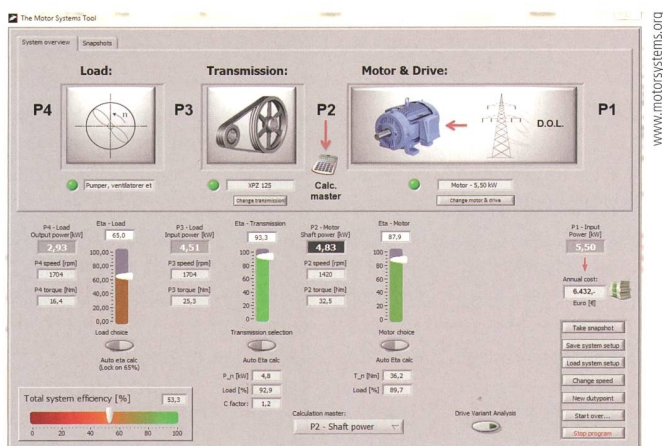 The Motor Systems Tool
System overview
Snapshots
Load:
Transmission:
Motor & Drive:
P4
P3
P2
P1
n
D.O.L.
Calc.
master
Pumper, ventilatorer et
XPZ 125
Change transmission
Motor - 5,50 kW
Change motor & drive
P4 - Load
Output power [kW]
2,93
P4 speed [rpm]
1704
P4 torque [Nm]
16,4
Eta - Load
65,0
100,00
80,00
60,00
40,00
20,00
0,00
Load choice
Auto eta calc
(Lock on 65%)
P3 - Load
Input power [kW]
4,51
P3 speed [rpm]
1704
P3 torque [Nm]
25,3
Eta - Transmission
93,3
100
80
60
40
20
0
Transmission selection
Auto Eta calc
P_n [kW] 4,8
Load [%] 92,9
C factor: 1,2
P2 - Motor
Shaft power [kW]
4,83
P2 speed [rpm]
1420
P2 torque [Nm]
32,5
Eta - Motor
87,9
100
80
60
40
20
0
Motor choice
Auto Eta calc
T_n [Nm] 36,2
Load [%] 89,7
P1 - Input
Power [kW]
5,50
Annual cost:
6.432,-
Euro [€]
Take snapshot
Save system setup
Load system setup
Change speed
New dutypoint
Start over...
Stop program
Total system efficiency [%] 53,3
0 20 40 60 80 100
Calculation master:
P2 - Shaft power
Drive Variant Analysis
www.motorsystems.org